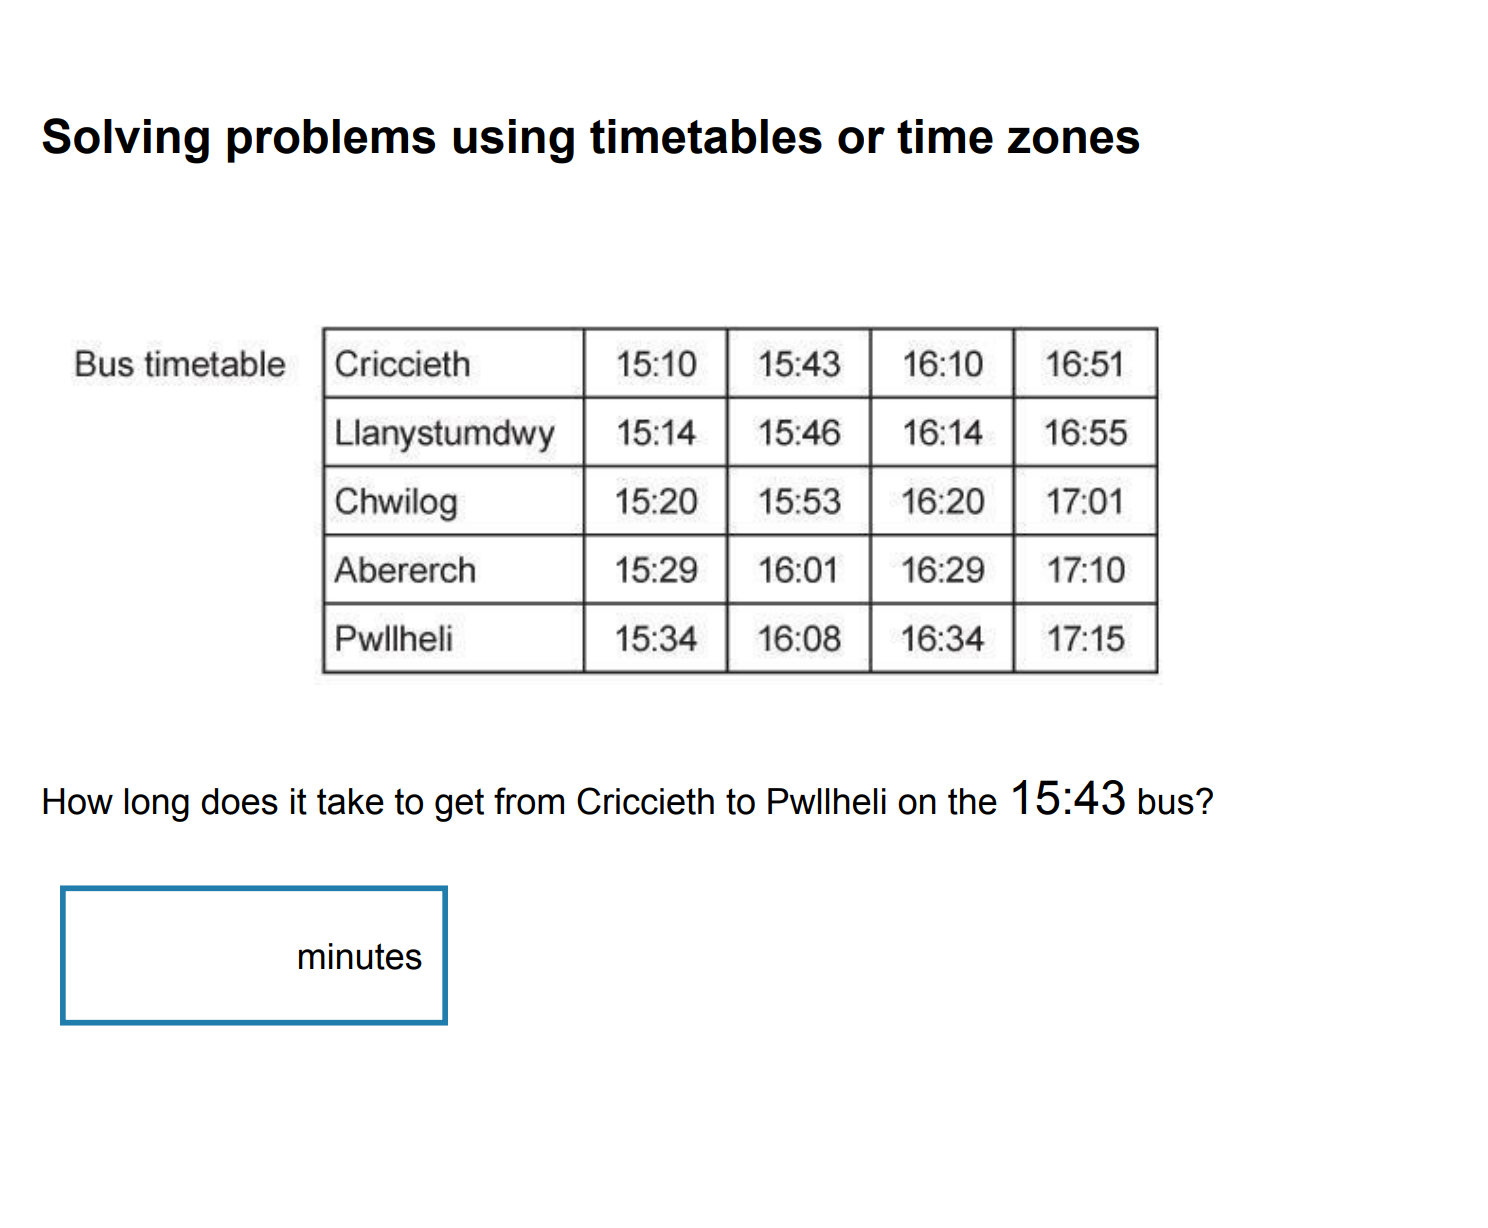 Solving problems using timetables or time zones
Bus timetable Criccieth 15:10 15:43 16:10 16:51
Llanystumdwy 15:14 15:46 16:14 16:55
Chwilog 15:20 15:53 16:20 17:01
Abererch 15:29 16:01 16:29 17:10
Pwllheli 15:34 16:08 16:34 17:15
How long does it take to get from Criccieth to Pwllheli on the 15:43 bus?
minutes